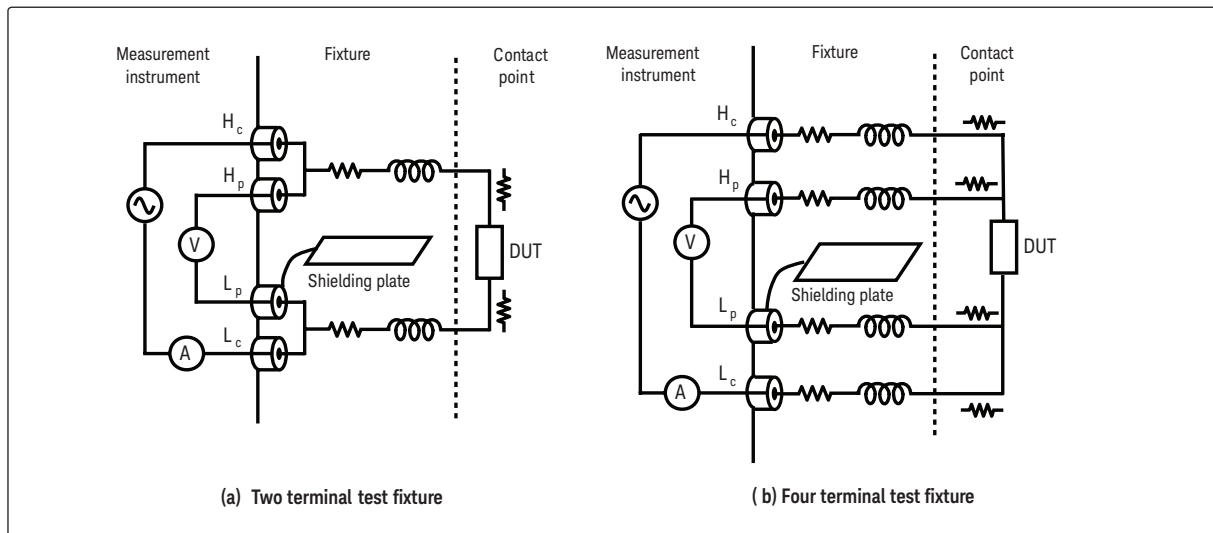 Measurement
instrument
Fixture
Contact
point
H c
H p
V
DUT
Shielding plate
L p
L c
A
(a) Two terminal test fixture
Measurement
instrument
Fixture
Contact
point
H c
H p
V
DUT
Shielding plate
L p
L c
A
( b) Four terminal test fixture